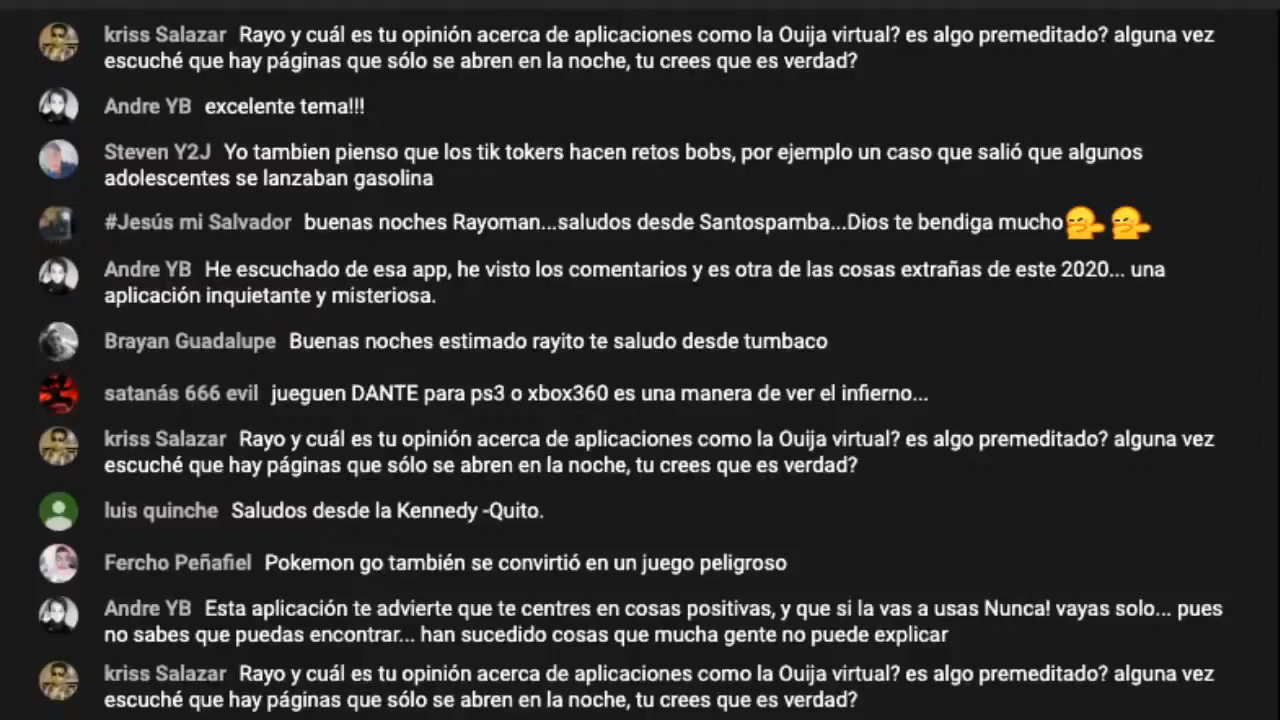 kriss Salazar Rayo y cuál es tu opinión acerca de aplicaciones como la Ouija virtual? es algo premeditado? alguna vez
escuché que hay páginas que sólo se abren en la noche, tu crees que es verdad?
Andre YB excelente tema!!!
Steven Y2J Yo tambien pienso que los tik tokers hacen retos bobs, por ejemplo un caso que salió que algunos
adolescentes se lanzaban gasolina
#Jesús mi Salvador buenas noches Rayoman...saludos desde Santospamba...Dios te bendiga mucho
Andre YB He escuchado de esa app, he visto los comentarios y es otra de las cosas extrañas de este 2020... una
aplicación inquietante y misteriosa.
Brayan Guadalupe Buenas noches estimado rayito te saludo desde tumbaco
satanás 666 evil jueguen DANTE para ps3 o xbox360 es una manera de ver el infierno...
kriss Salazar Rayo y cuál es tu opinión acerca de aplicaciones como la Ouija virtual? es algo premeditado? alguna vez
escuché que hay páginas que sólo se abren en la noche, tu crees que es verdad?
luis quinche Saludos desde la Kennedy -Quito.
Fercho Peñafiel Pokemon go también se convirtió en un juego peligroso
Andre YB Esta aplicación te advierte que te centres en cosas positivas, y que si la vas a usas Nunca! vayas solo... pues
no sabes que puedas encontrar... han sucedido cosas que mucha gente no puede explicar
kriss Salazar Rayo y cuál es tu opinión acerca de aplicaciones como la Ouija virtual? es algo premeditado? alguna vez
escuché que hay páginas que sólo se abren en la noche, tu crees que es verdad?